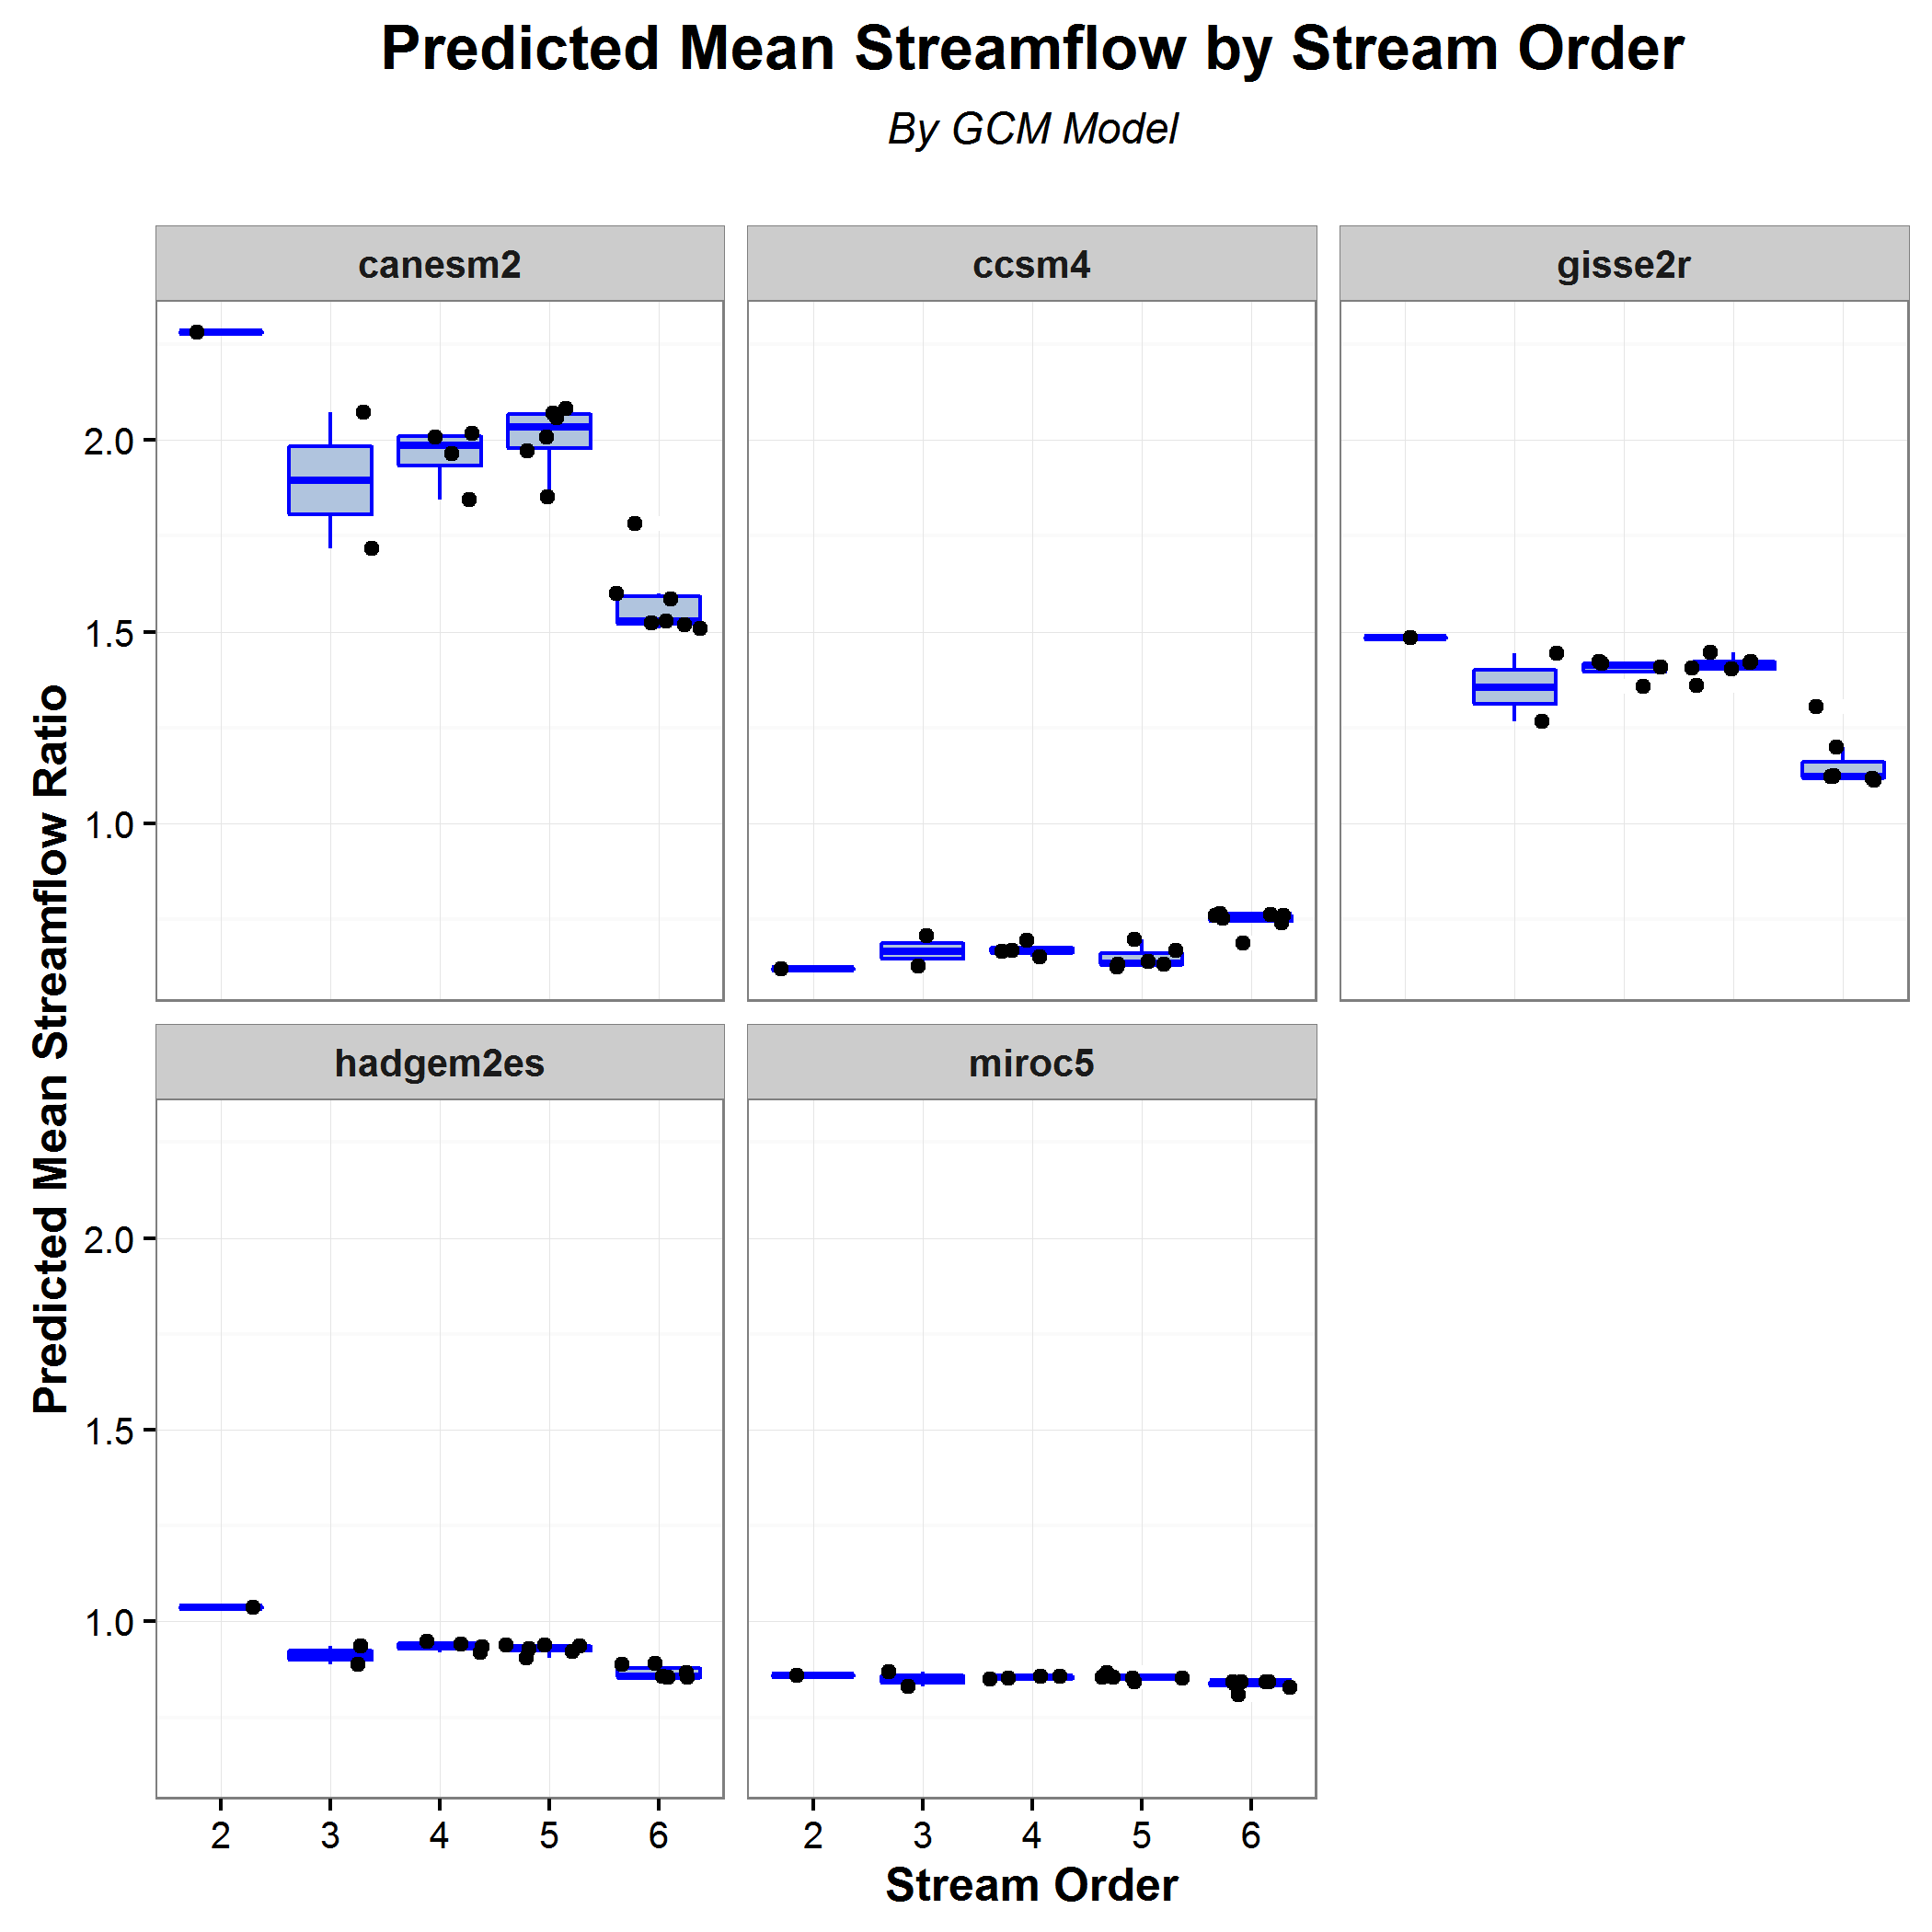 Predicted Mean Streamflow by Stream Order
By GCM Model
canesm2
ccsm4
gisse2r
2.0
1.5
1.0
Predicted Mean Streamflow Ratio
hadgem2es
miroc5
2.0
1.5
1.0
2 3 4 5 6
2 3 4 5 6
Stream Order